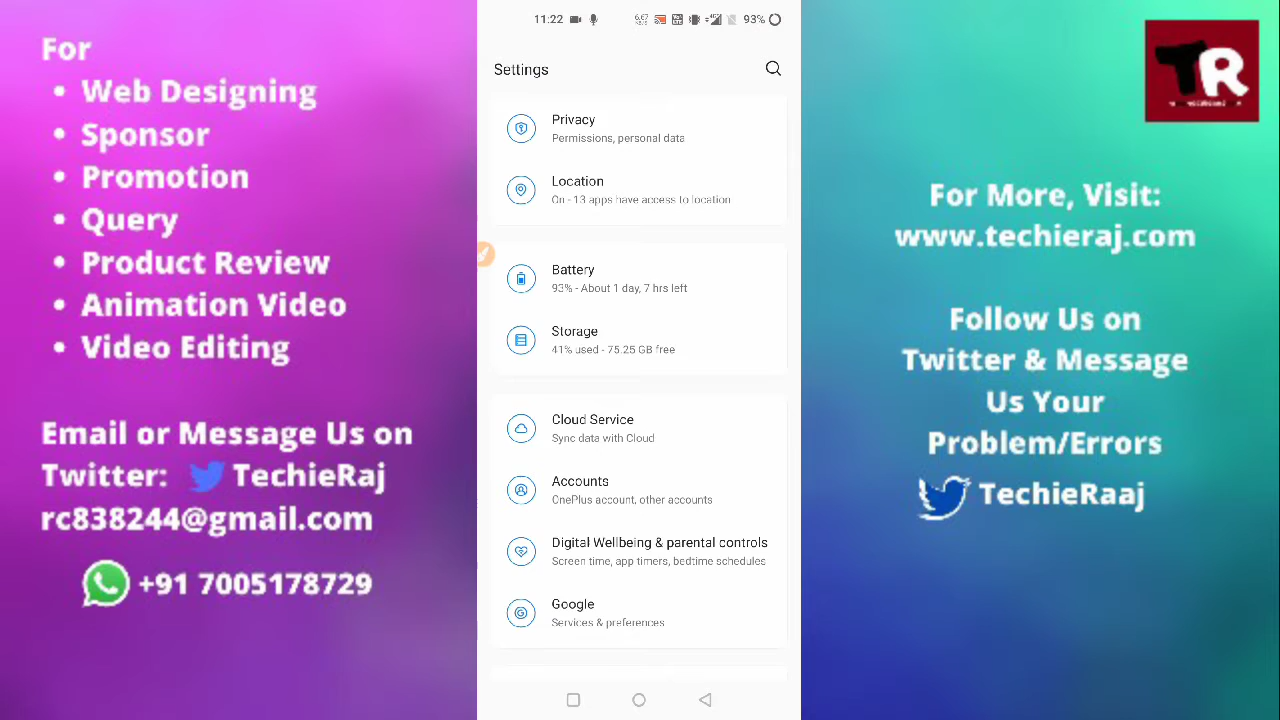 For
• Web Designing
• Sponsor
• Promotion
• Query
• Product Review
• Animation Video
• Video Editing
Email or Message Us on
Twitter: TechieRaj
rc838244@gmail.com
+91 7005178729
11:22
93%
Settings
Privacy
Permissions, personal data
Location
On - 13 apps have access to location
Battery
93% - About 1 day, 7 hrs left
Storage
41% used - 75.25 GB free
Cloud Service
Sync data with Cloud
Accounts
OnePlus account, other accounts
Digital Wellbeing & parental controls
Screen time, app timers, bedtime schedules
Google
Services & preferences
TR
For More, Visit:
www.techieraj.com
Follow Us on
Twitter & Message
Us Your
Problem/Errors
TechieRaaj